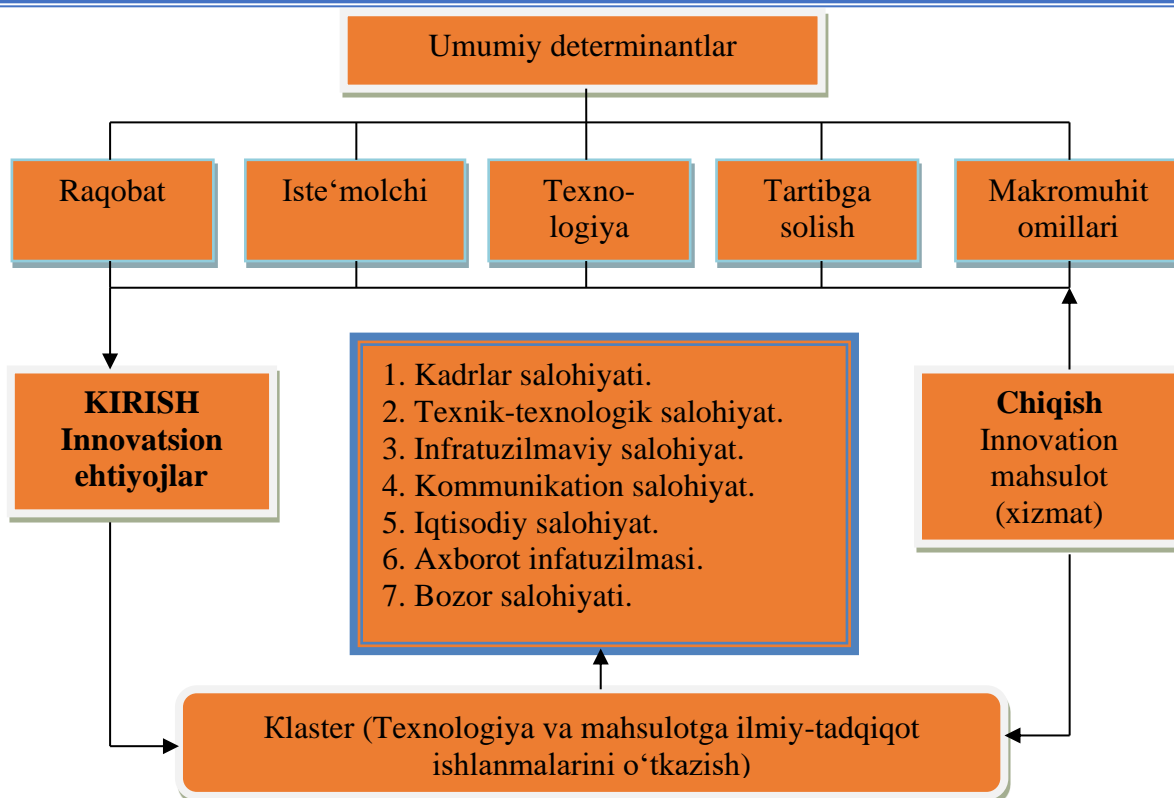 Umumiy determinantlar
Raqobat
Iste‘molchi
Texno-
logiya
Tartibga
solish
Makromuhit
omillari
KIRISH
Innovatsion
ehtiyojlar
1. Kadrlar salohiyati.
2. Texnik-texnologik salohiyat.
3. Infratuzilmaviy salohiyat.
4. Kommunikation salohiyat.
5. Iqtisodiy salohiyat.
6. Axborot infatuzilmasi.
7. Bozor salohiyati.
Chiqish
Innovation
mahsulot
(xizmat)
Klaster (Texnologiya va mahsulotga ilmiy-tadqiqot
ishlanmalarini o‘tkazish)